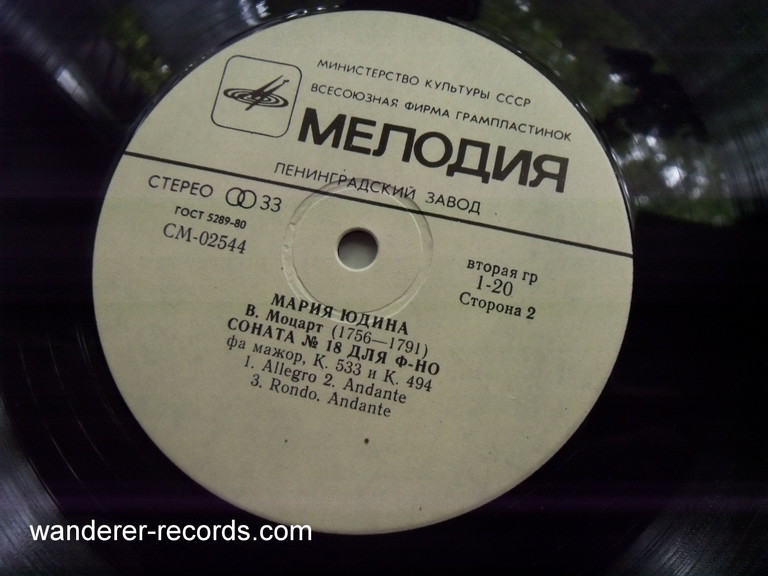 МИНИСТЕРСТВО КУЛЬТУРЫ СССР
ВСЕСОЮЗНАЯ ФИРМА ГРАМПЛАСТИНОК
МЕЛОДИЯ
ЛЕНИНГРАДСКИЙ ЗАВОД
СТЕРЕО 33
ГОСТ 5289-80
СМ-02544
вторая гр
1-20
Сторона 2
МАРИЯ ЮДИНА
В. Моцарт (1756—1791)
СОНАТА № 18 ДЛЯ Ф-НО
фа мажор, К. 533 и К. 494
1. Allegro 2. Andante
3. Rondo. Andante
wanderer-records.com